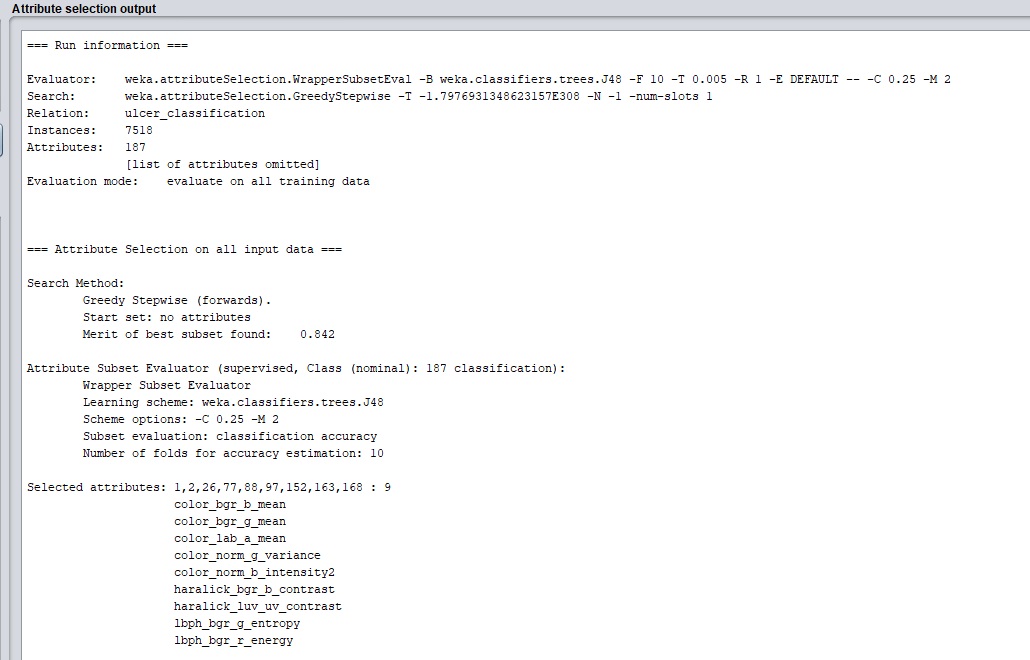 Attribute selection output
=== Run information ===
Evaluator: weka.attributeSelection.WrapperSubsetEval -B weka.classifiers.trees.J48 -F 10 -T 0.005 -R 1 -E DEFAULT -- -C 0.25 -M 2
Search: weka.attributeSelection.GreedyStepwise -T -1.7976931348623157E308 -N -1 -num-slots 1
Relation: ulcer_classification
Instances: 7518
Attributes: 187
[list of attributes omitted]
Evaluation mode: evaluate on all training data
=== Attribute Selection on all input data ===
Search Method:
Greedy Stepwise (forwards).
Start set: no attributes
Merit of best subset found: 0.842
Attribute Subset Evaluator (supervised, Class (nominal): 187 classification):
Wrapper Subset Evaluator
Learning scheme: weka.classifiers.trees.J48
Scheme options: -C 0.25 -M 2
Subset evaluation: classification accuracy
Number of folds for accuracy estimation: 10
Selected attributes: 1,2,26,77,88,97,152,163,168 : 9
color_bgr_b_mean
color_bgr_g_mean
color_lab_a_mean
color_norm_g_variance
color_norm_b_intensity2
haralick_bgr_b_contrast
haralick_luv_uv_contrast
lbph_bgr_g_entropy
lbph_bgr_r_energy